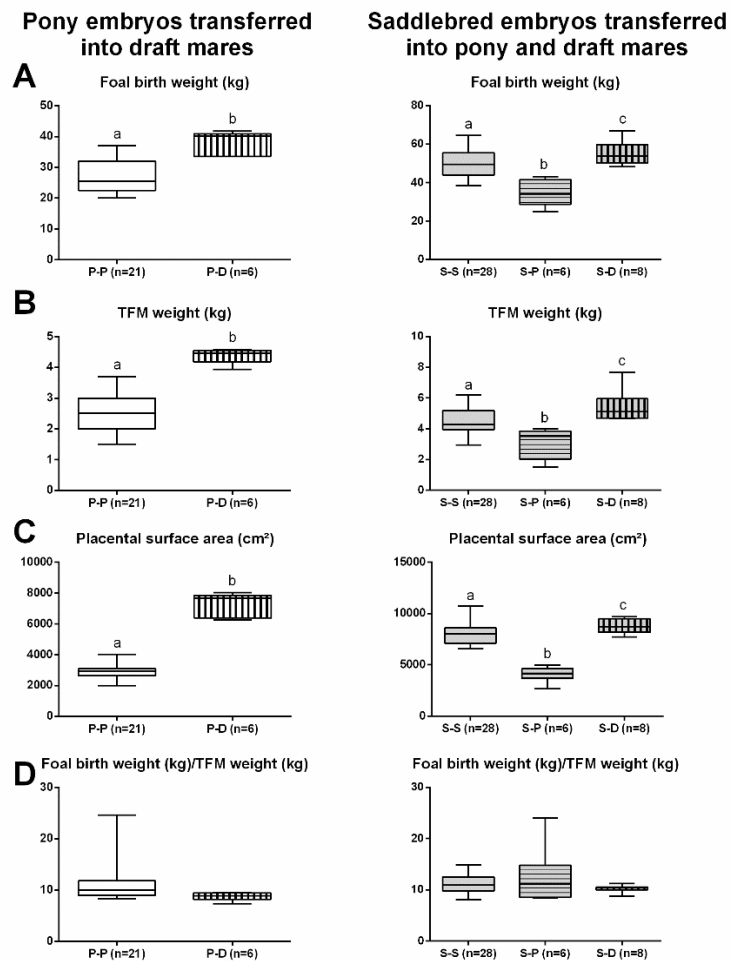 Pony embryos transferred
into draft mares
Saddlebred embryos transferred
into pony and draft mares
A
Foal birth weight (kg)
50
40
30
20
10
0
a
b
P-P (n=21)
P-D (n=6)
Foal birth weight (kg)
80
60
40
20
0
a
b
c
S-S (n=28)
S-P (n=6)
S-D (n=8)
B
TFM weight (kg)
5
4
3
2
1
0
a
b
P-P (n=21)
P-D (n=6)
TFM weight (kg)
10
8
6
4
2
0
a
b
c
S-S (n=28)
S-P (n=6)
S-D (n=8)
C
Placental surface area (cm²)
10000
8000
6000
4000
2000
0
a
b
P-P (n=21)
P-D (n=6)
Placental surface area (cm²)
15000
10000
5000
0
a
b
c
S-S (n=28)
S-P (n=6)
S-D (n=8)
D
Foal birth weight (kg)/TFM weight (kg)
30
20
10
0
P-P (n=21)
P-D (n=6)
Foal birth weight (kg)/TFM weight (kg)
30
20
10
0
S-S (n=28)
S-P (n=6)
S-D (n=8)